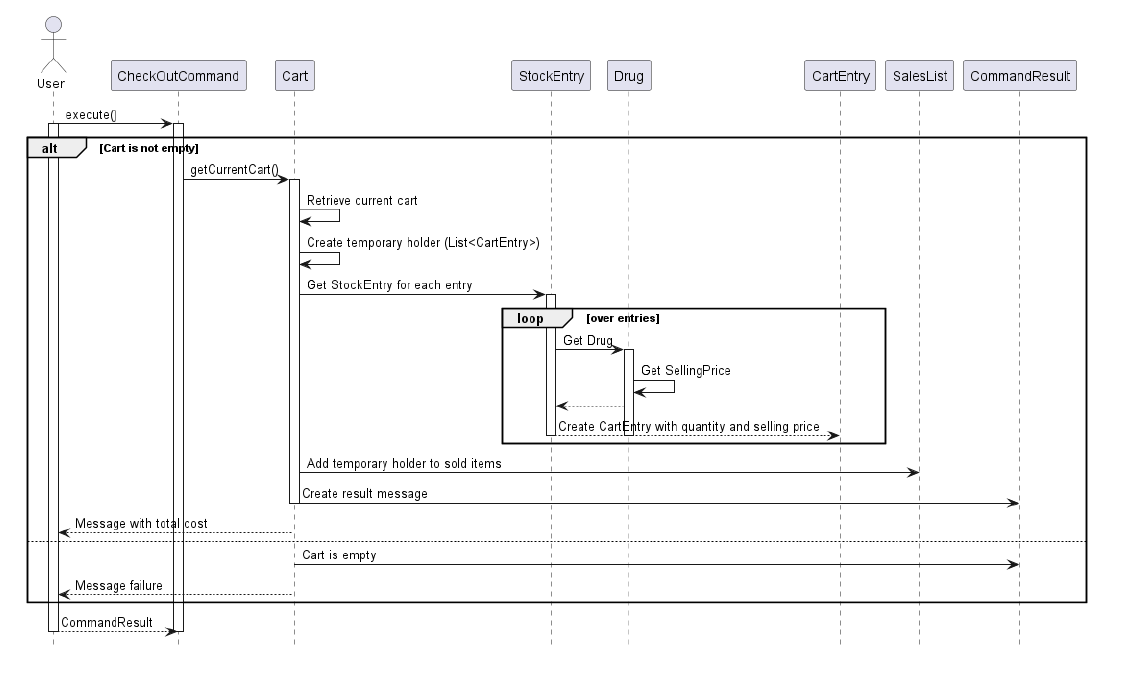 User
CheckOutCommand
Cart
StockEntry
Drug
CartEntry
SalesList
CommandResult
execute()
alt
[Cart is not empty]
getCurrentCart()
Retrieve current cart
Create temporary holder (List<CartEntry>)
Get StockEntry for each entry
loop
[over entries]
Get Drug
Get SellingPrice
Create CartEntry with quantity and selling price
Add temporary holder to sold items
Create result message
Message with total cost
Cart is empty
Message failure
CommandResult